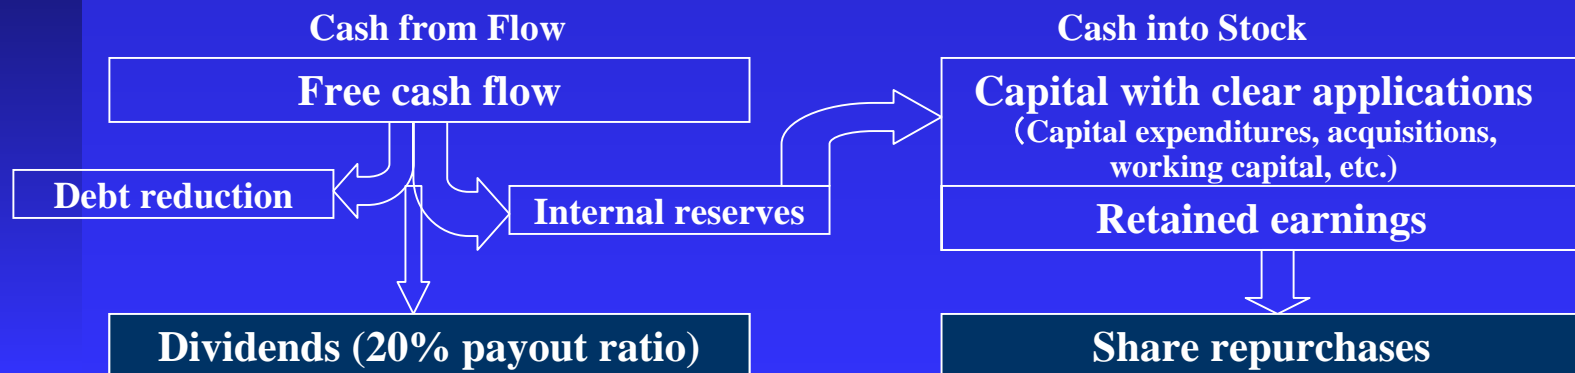 Cash from Flow
Free cash flow
Debt reduction
Internal reserves
Dividends (20% payout ratio)
Cash into Stock
Capital with clear applications
（Capital expenditures, acquisitions,
working capital, etc.)
Retained earnings
Share repurchases